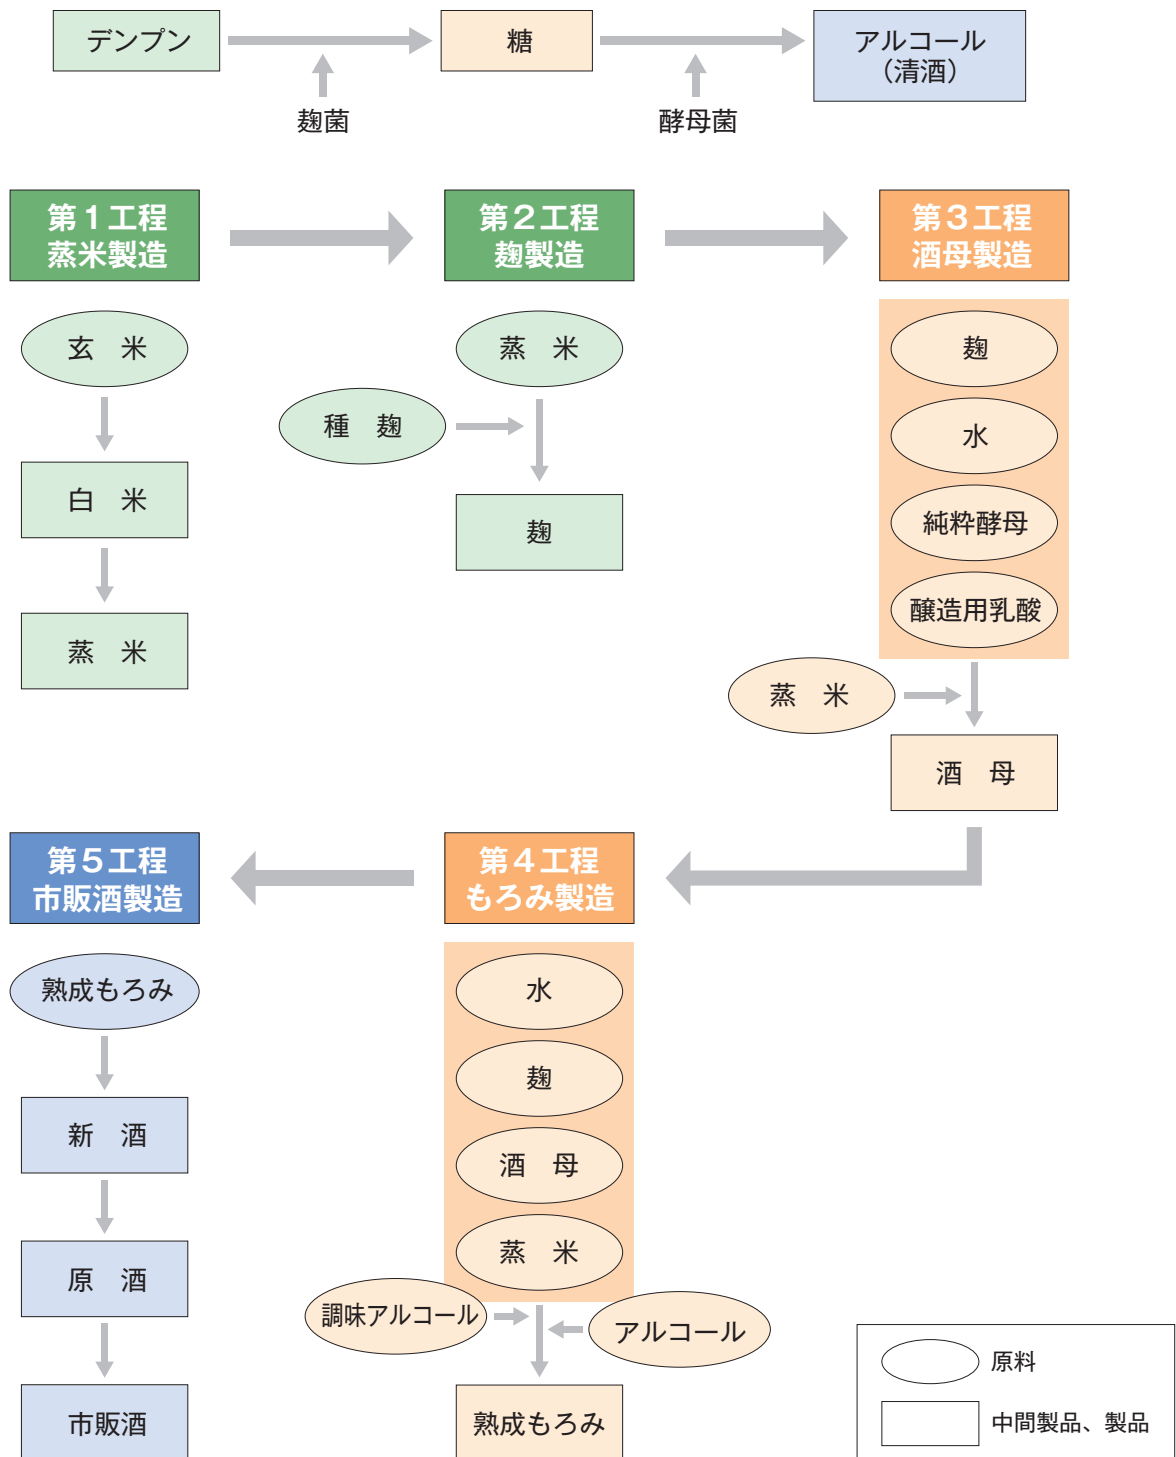 デンプン
糖
アルコール
（清酒）
麹菌
酵母菌
第１工程
蒸米製造
第２工程
麹製造
第３工程
酒母製造
玄　米
白　米
蒸　米
蒸　米
種　麹
麹
麹
水
純粋酵母
醸造用乳酸
蒸　米
酒　母
第４工程
もろみ製造
水
麹
酒　母
蒸　米
調味アルコール
アルコール
熟成もろみ
第５工程
市販酒製造
熟成もろみ
新　酒
原　酒
市販酒
原料
中間製品、製品